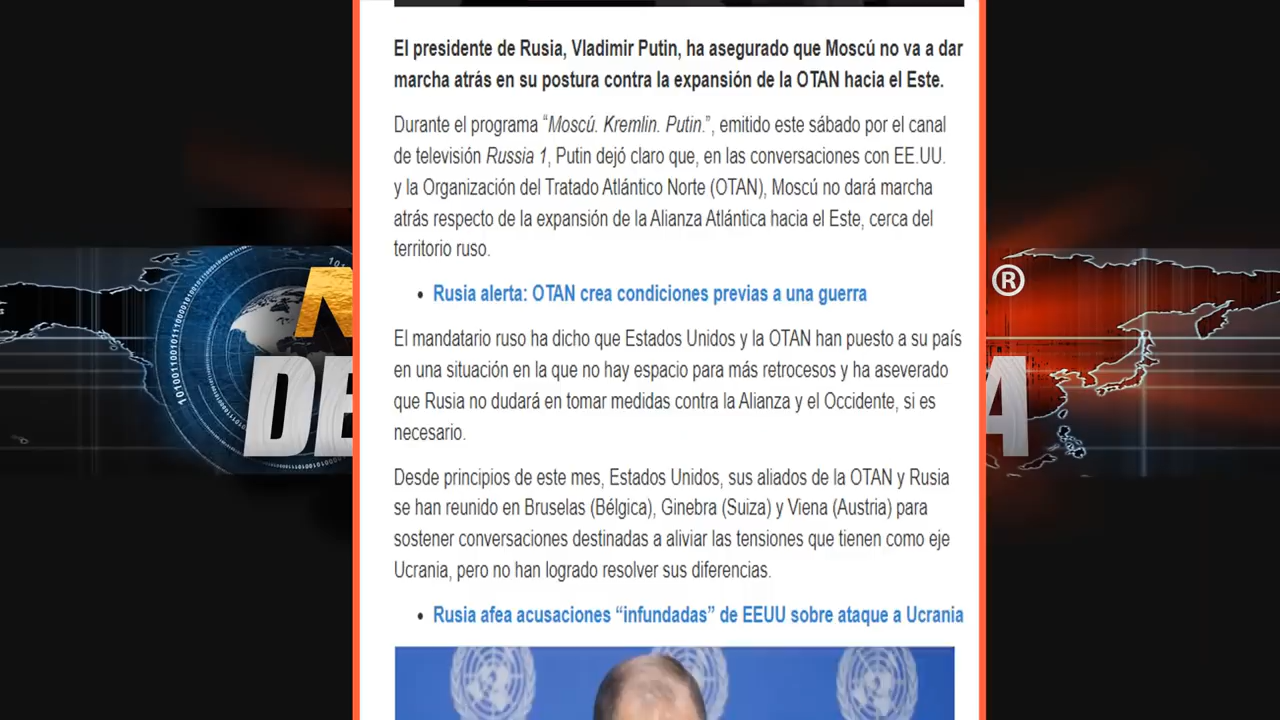 El presidente de Rusia, Vladimir Putin, ha asegurado que Moscú no va a dar
marcha atrás en su postura contra la expansión de la OTAN hacia el Este.
Durante el programa “Moscú. Kremlin. Putin.”, emitido este sábado por el canal
de televisión Russia 1, Putin dejó claro que, en las conversaciones con EE.UU.
y la Organización del Tratado Atlántico Norte (OTAN), Moscú no dará marcha
atrás respecto de la expansión de la Alianza Atlántica hacia el Este, cerca del
territorio ruso.
• Rusia alerta: OTAN crea condiciones previas a una guerra
El mandatario ruso ha dicho que Estados Unidos y la OTAN han puesto a su país
en una situación en la que no hay espacio para más retrocesos y ha aseverado
que Rusia no dudará en tomar medidas contra la Alianza y el Occidente, si es
necesario.
Desde principios de este mes, Estados Unidos, sus aliados de la OTAN y Rusia
se han reunido en Bruselas (Bélgica), Ginebra (Suiza) y Viena (Austria) para
sostener conversaciones destinadas a aliviar las tensiones que tienen como eje
Ucrania, pero no han logrado resolver sus diferencias.
• Rusia afea acusaciones “infundadas” de EEUU sobre ataque a Ucrania
N
DE
A
®